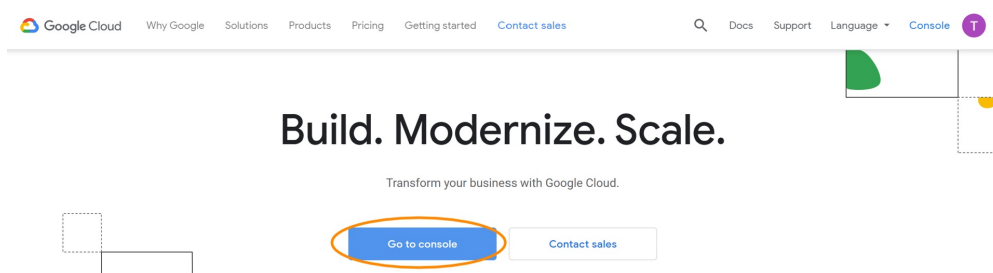 Google Cloud Why Google Solutions Products Pricing Getting started Contact sales Docs Support Language Console T
Build. Modernize. Scale.
Transform your business with Google Cloud.
Go to console Contact sales